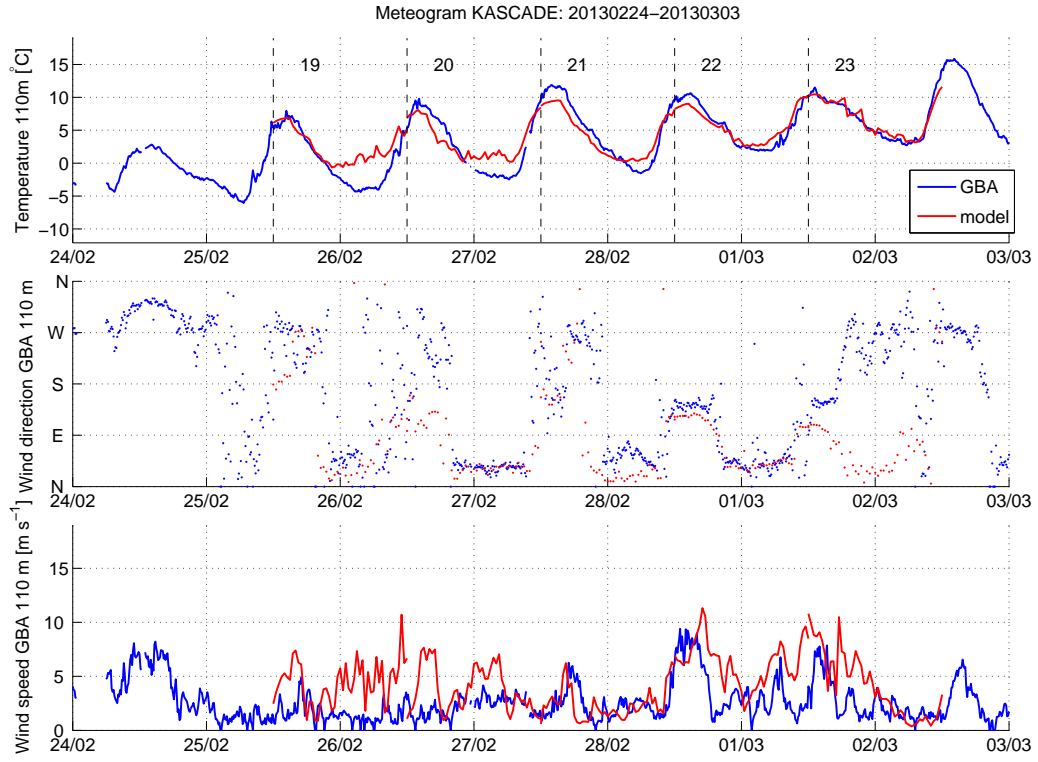 Meteogram KASCADE: 20130224−20130303
Temperature 110m [°C]
15
10
5
0
−5
−10
19 20 21 22 23
GBA
model
24/02 25/02 26/02 27/02 28/02 01/03 02/03 03/03
Wind direction GBA 110 m
N
W
S
E
N
24/02 25/02 26/02 27/02 28/02 01/03 02/03 03/03
Wind speed GBA 110 m [m s⁻¹]
15
10
5
0
24/02 25/02 26/02 27/02 28/02 01/03 02/03 03/03